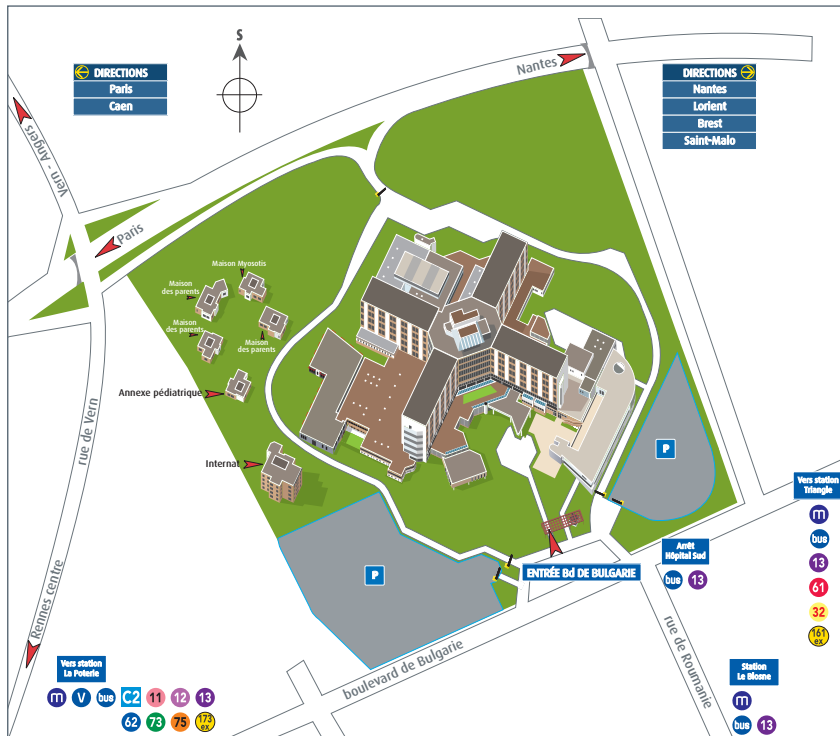 S
DIRECTIONS
Paris
Caen
Nantes
DIRECTIONS
Nantes
Lorient
Brest
Saint-Malo
Vern - Angers
Paris
Maison Myosotis
Maison
des parents
Maison
des parents
Maison
des parents
Annexe pédiatrique
rue de Vern
Internat
P
P
Vers station
Triangle
m
bus
13
61
32
161
ex
Arrêt
Hôpital Sud
bus 13
ENTRÉE Bd DE BULGARIE
Rennes centre
boulevard de Bulgarie
rue de Roumanie
Vers station
La Poterie
m V bus C2 11 12 13
62 73 75 173
ex
Station
Le Blosne
m
bus 13